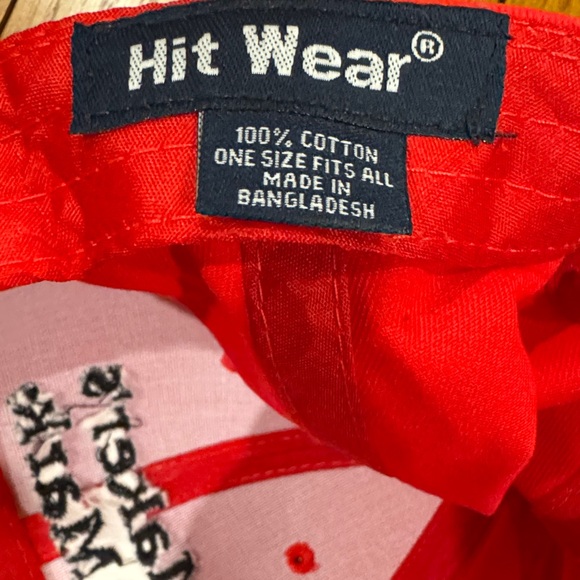 Hit Wear®
100% COTTON
ONE SIZE FITS ALL
MADE IN
BANGLADESH